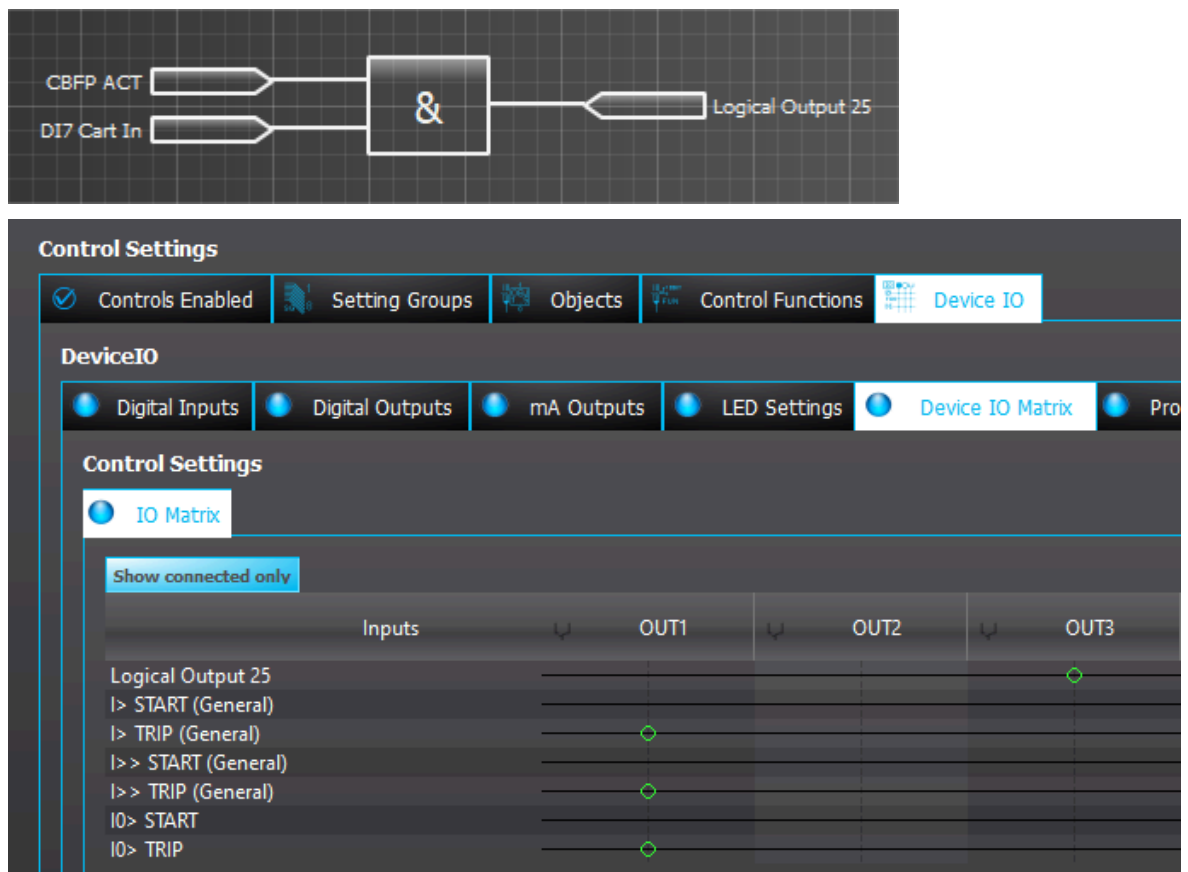 CBFP ACT
DI7 Cart In
&
Logical Output 25
Control Settings
Controls Enabled Setting Groups Objects Control Functions Device IO
DeviceIO
Digital Inputs Digital Outputs mA Outputs LED Settings Device IO Matrix Pro
Control Settings
IO Matrix
Show connected only
Inputs OUT1 OUT2 OUT3
Logical Output 25
I> START (General)
I> TRIP (General)
I>> START (General)
I>> TRIP (General)
I0> START
I0> TRIP